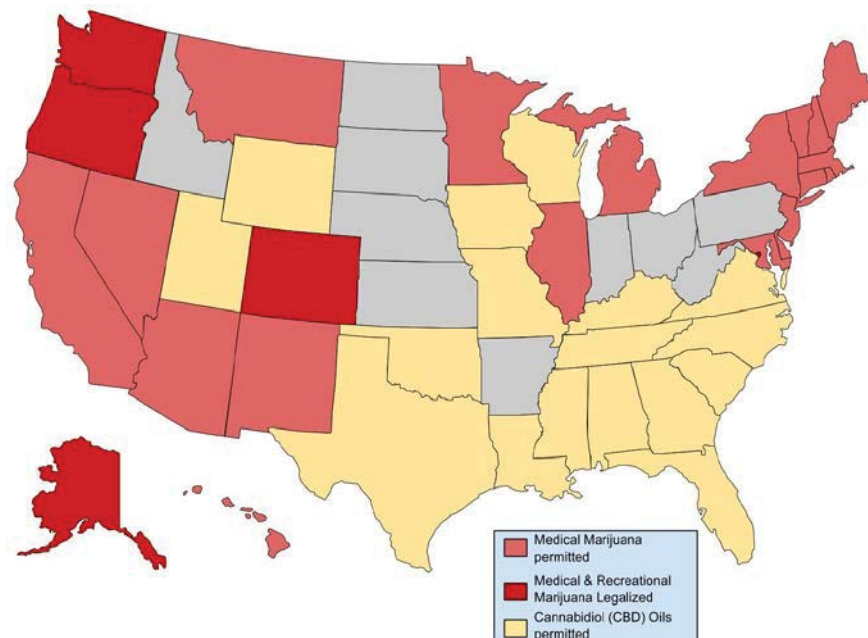 Medical Marijuana
permitted
Medical & Recreational
Marijuana Legalized
Cannabidiol (CBD) Oils
permitted